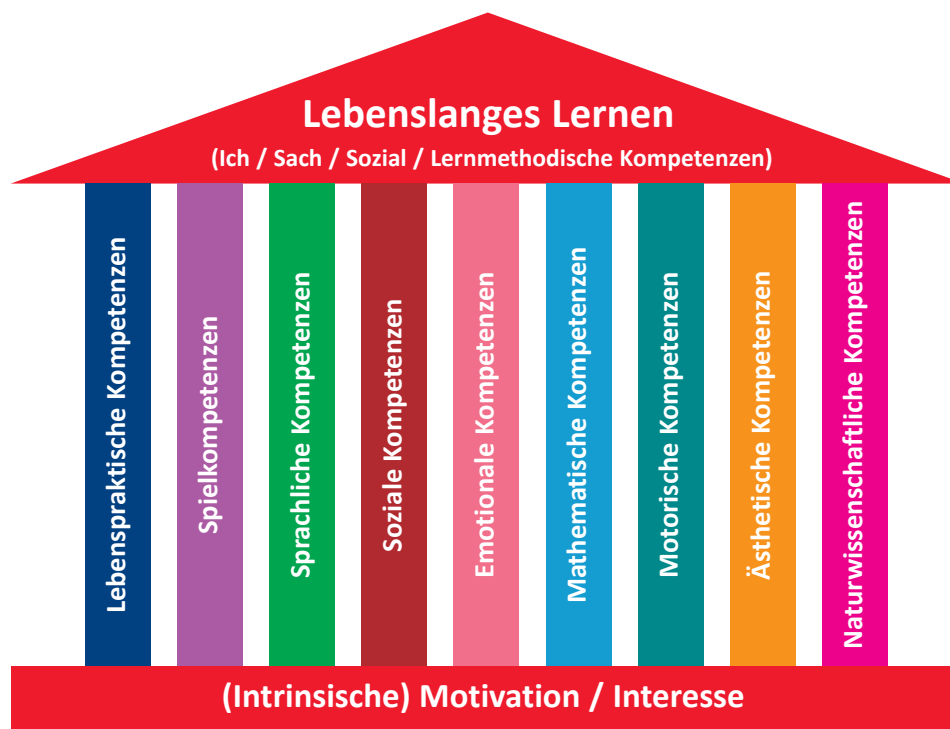 Lebenslanges Lernen
(Ich / Sach / Sozial / Lernmethodische Kompetenzen)
Lebenspraktische Kompetenzen
Spielkompetenzen
Sprachliche Kompetenzen
Soziale Kompetenzen
Emotionale Kompetenzen
Mathematische Kompetenzen
Motorische Kompetenzen
Ästhetische Kompetenzen
Naturwissenschaftliche Kompetenzen
(Intrinsische) Motivation / Interesse